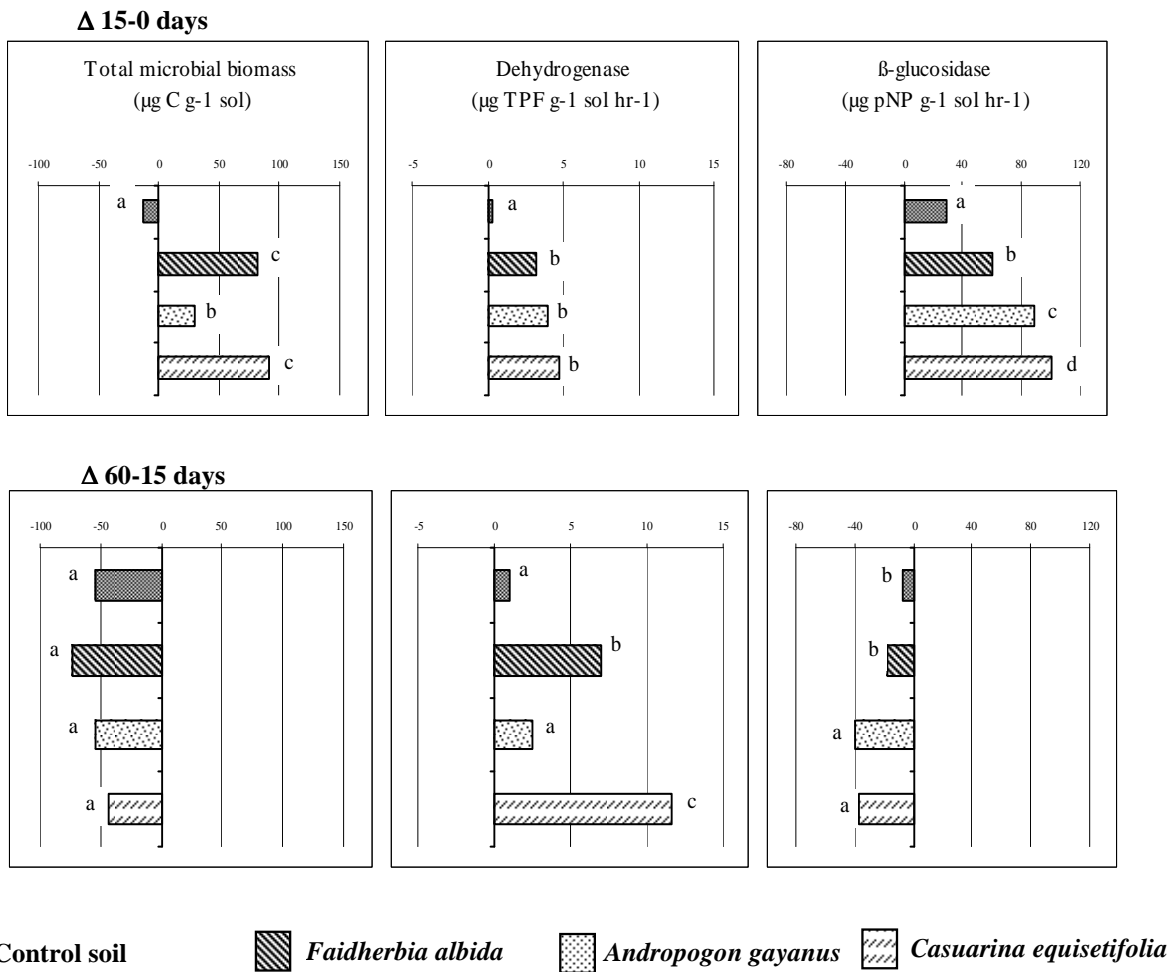 Δ 15-0 days
Total microbial biomass
(µg C g-1 sol)
-100 -50 0 50 100 150
a
c
b
c
Dehydrogenase
(µg TPF g-1 sol hr-1)
-5 0 5 10 15
a
b
b
b
ß-glucosidase
(µg pNP g-1 sol hr-1)
-80 -40 0 40 80 120
a
b
c
d
Δ 60-15 days
-100 -50 0 50 100 150
a
a
a
a
-5 0 5 10 15
a
b
a
c
-80 -40 0 40 80 120
b
b
a
a
Control soil Faidherbia albida Andropogon gayanus Casuarina equisetifolia